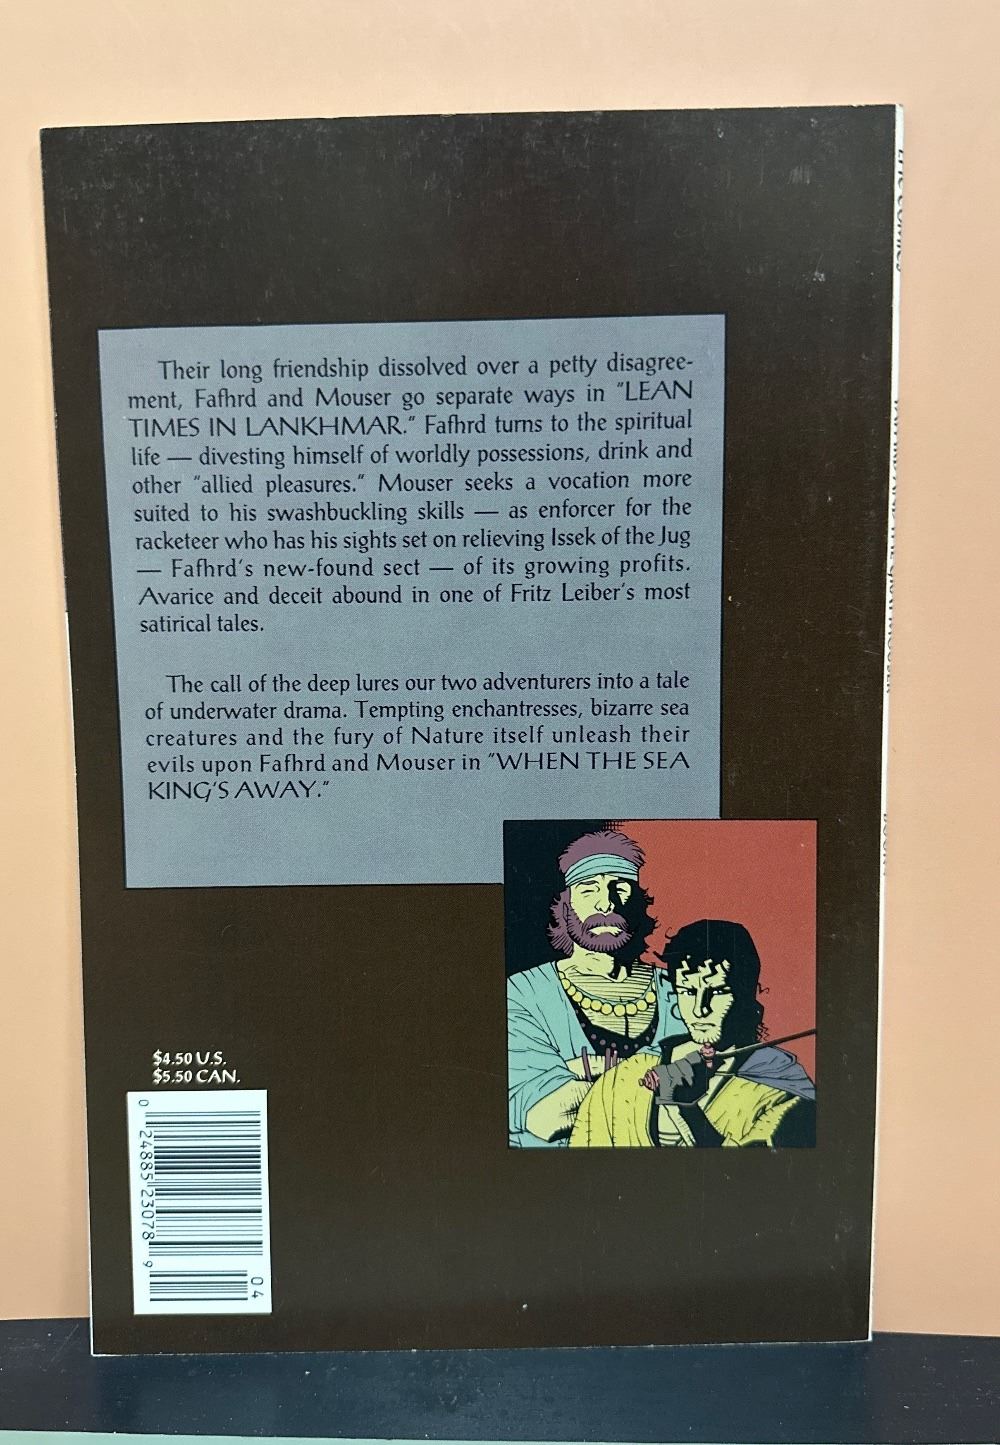 Their long friendship dissolved over a petty disagree-
ment, Fafhrd and Mouser go separate ways in "LEAN
TIMES IN LANKHMAR." Fafhrd turns to the spiritual
life — divesting himself of worldly possessions, drink and
other "allied pleasures." Mouser seeks a vocation more
suited to his swashbuckling skills — as enforcer for the
racketeer who has his sights set on relieving Issek of the Jug
— Fafhrd's new-found sect — of its growing profits.
Avarice and deceit abound in one of Fritz Leiber's most
satirical tales.
The call of the deep lures our two adventurers into a tale
of underwater drama. Tempting enchantresses, bizarre sea
creatures and the fury of Nature itself unleash their
evils upon Fafhrd and Mouser in "WHEN THE SEA
KING'S AWAY."
$4.50 U.S.
$5.50 CAN.
0 24885 23078 9
04